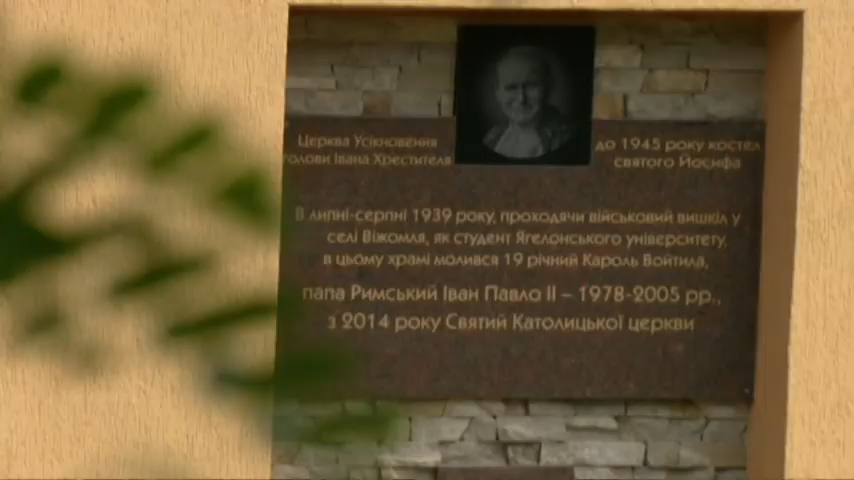 Церква Усікновення
голови Івана Хрестителя
до 1945 року костел
святого Йосифа
В липні-серпні 1939 року, проходячи військовий вишкіл у
селі Віжомля, як студент Ягелонського університету,
в цьому храмі молився 19 річний Кароль Войтила,
папа Римський Іван Павло ІІ – 1978-2005 рр.,
з 2014 року Святий Католицької церкви